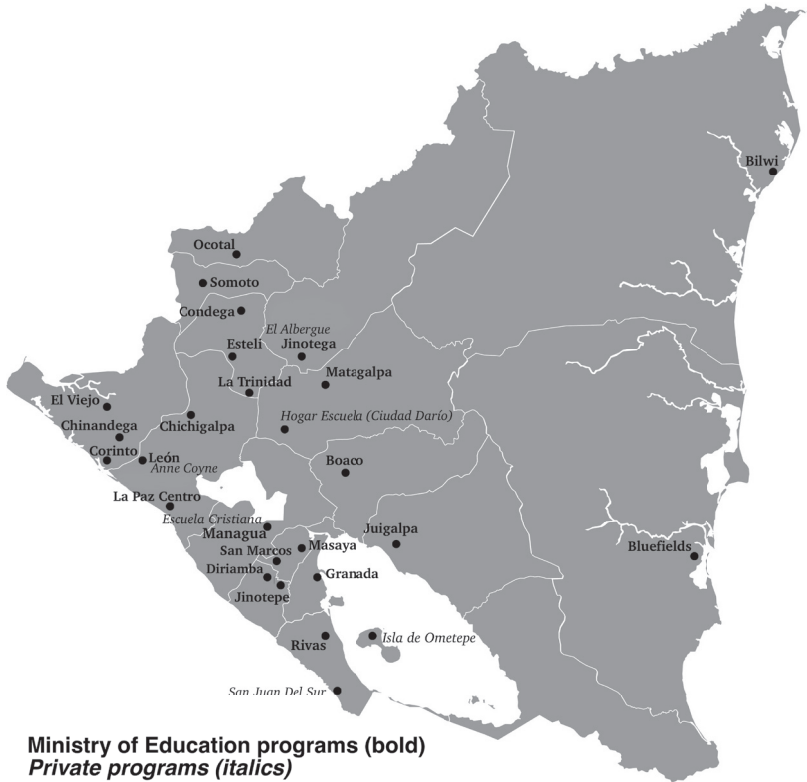 Bilwi
Ocotal
Somoto
Condega
El Albergue
Estelí
Jinotega
Matagalpa
La Trinidad
El Viejo
Hogar Escuela (Ciudad Darío)
Chinandega
Chichigalpa
Corinto
León
Anne Coyne
Boaco
La Paz Centro
Escuela Cristiana
Managua
Juigalpa
San Marcos
Masaya
Bluefields
Diriamba
Granada
Jinotepe
Rivas
Isla de Ometepe
San Juan Del Sur
Ministry of Education programs (bold)
Private programs (italics)